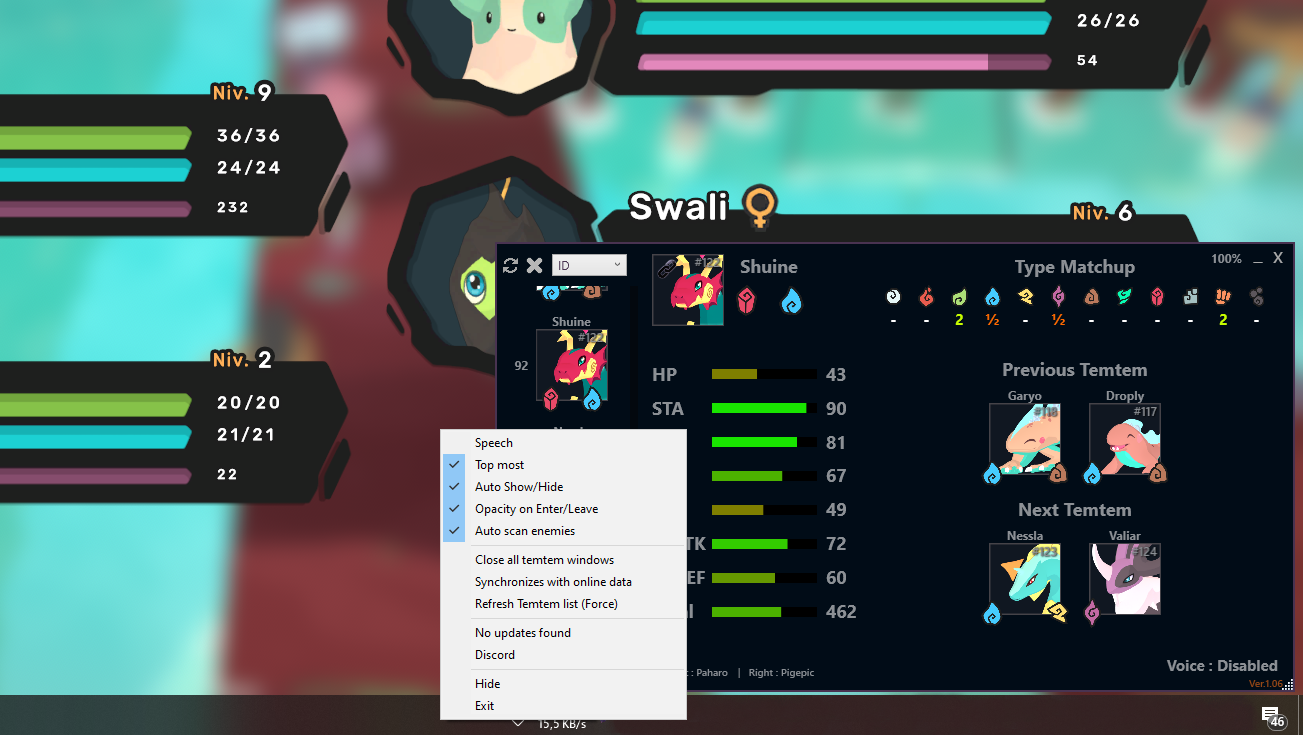 26/26
54
Niv. 9
36/36
24/24
232
Swali
Niv. 6
Niv. 2
20/20
21/21
22
ID
#122
Shuine
Type Matchup
100% _ X
- - 2 ½ - ½ - - - - 2 -
Shuine
#122
92
HP 43
STA 90
81
67
49
TK 72
EF 60
462
Previous Temtem
Garyo Droply
#118 #117
Next Temtem
Nessla Valiar
#123 #124
: Paharo | Right : Pigepic
Voice : Disabled
Ver.1.06
Speech
Top most
Auto Show/Hide
Opacity on Enter/Leave
Auto scan enemies
Close all temtem windows
Synchronizes with online data
Refresh Temtem list (Force)
No updates found
Discord
Hide
Exit
15,5 KB/s
46